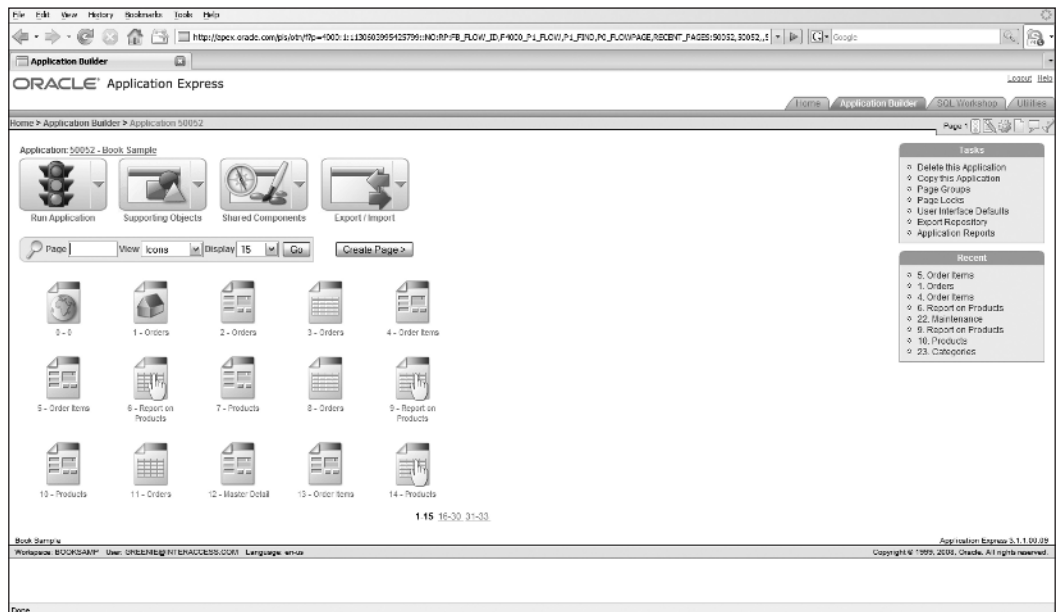 File Edit View History Bookmarks Tools Help
Google
Application Builder
ORACLE Application Express
Logout Help
Home Application Builder SQL Workshop Utilities
Home > Application Builder > Application 50052
Page 1
Application: 50052 - Book Sample
Run Application Supporting Objects Shared Components Export / Import
Page View Icons Display 15 Go Create Page >
0 - 0 1 - Orders 2 - Orders 3 - Orders 4 - Order Items
5 - Order Items 6 - Report on Products 7 - Products 8 - Orders 9 - Report on Products
10 - Products 11 - Orders 12 - Master Detail 13 - Order Items 14 - Products
1-15 16-30 31-33
Tasks
Delete this Application
Copy this Application
Page Groups
Page Locks
User Interface Defaults
Export Repository
Application Reports
Recent
5. Order Items
1. Orders
4. Order Items
6. Report on Products
22. Maintenance
9. Report on Products
10. Products
23. Categories
Book Sample
Application Express 3.1.1.00.09
Workspace: BOOKSAMP User: GREENIE@INTERACCESS.COM Language: en-us
Copyright © 1999, 2008, Oracle. All rights reserved.
Done